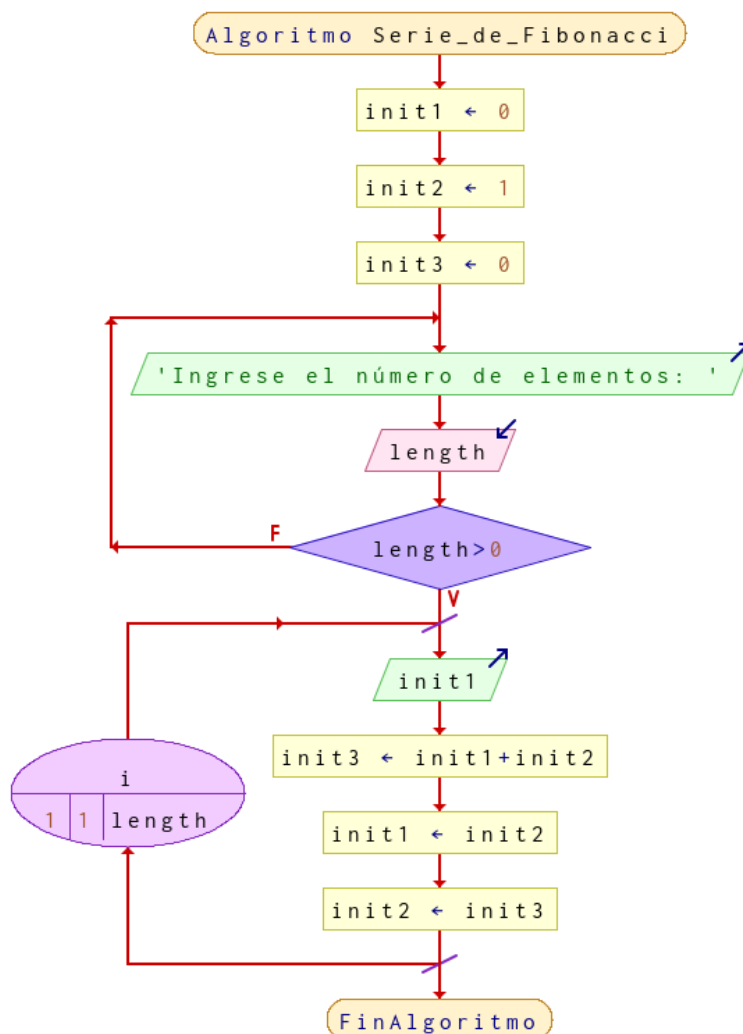 Algoritmo Serie_de_Fibonacci
init1 ← 0
init2 ← 1
init3 ← 0
'Ingrese el número de elementos: '
length
F
length>0
V
init1
init3 ← init1+init2
i
1 1 length
init1 ← init2
init2 ← init3
FinAlgoritmo